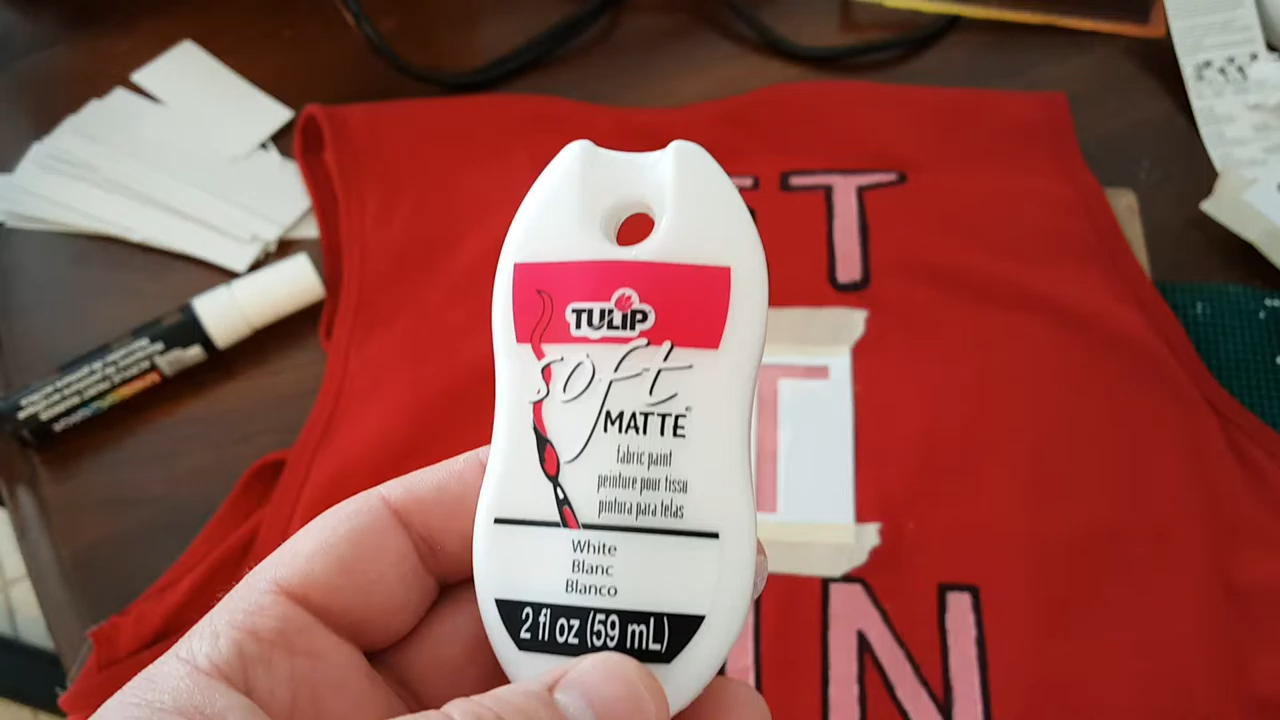 TULIP
soft
MATTE
fabric paint
peinture pour tissu
pintura para telas
White
Blanc
Blanco
2 fl oz (59 mL)
T
T
IN